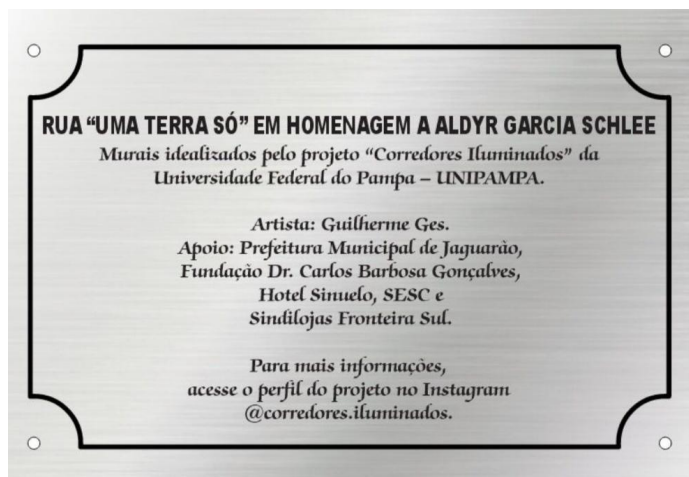 RUA “UMA TERRA SÓ” EM HOMENAGEM A ALDYR GARCIA SCHLEE
Murais idealizados pelo projeto “Corredores Iluminados” da
Universidade Federal do Pampa – UNIPAMPA.
Artista: Guilherme Ges.
Apoio: Prefeitura Municipal de Jaguarão,
Fundação Dr. Carlos Barbosa Gonçalves,
Hotel Sinuelo, SESC e
Sindilojas Fronteira Sul.
Para mais informações,
acesse o perfil do projeto no Instagram
@corredores.iluminados.